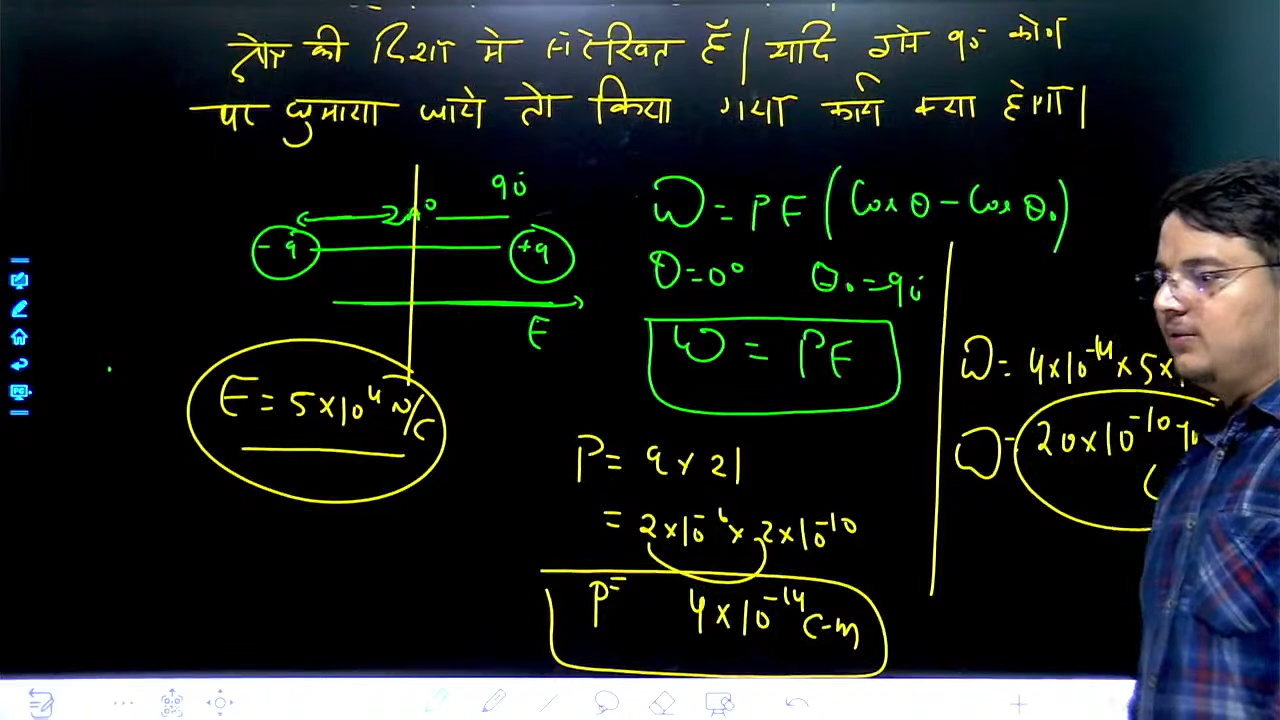 क्षेत्र की दिशा में संरेखित है| यदि इसे 90° कोण
पर घुमाया जाये तो किया गया कार्य क्या होगा|
90°
- q
+q
E
E = 5×10⁴ N/C
W = PE (Cos θ - Cos θ₀)
θ=0° θ₀=90°
W = PE
P = q × 2l
= 2×10⁻⁶ × 2×10⁻¹⁰
P = 4×10⁻¹⁴ C-m
W = 4×10⁻¹⁴ × 5×
W = 20×10⁻¹⁰